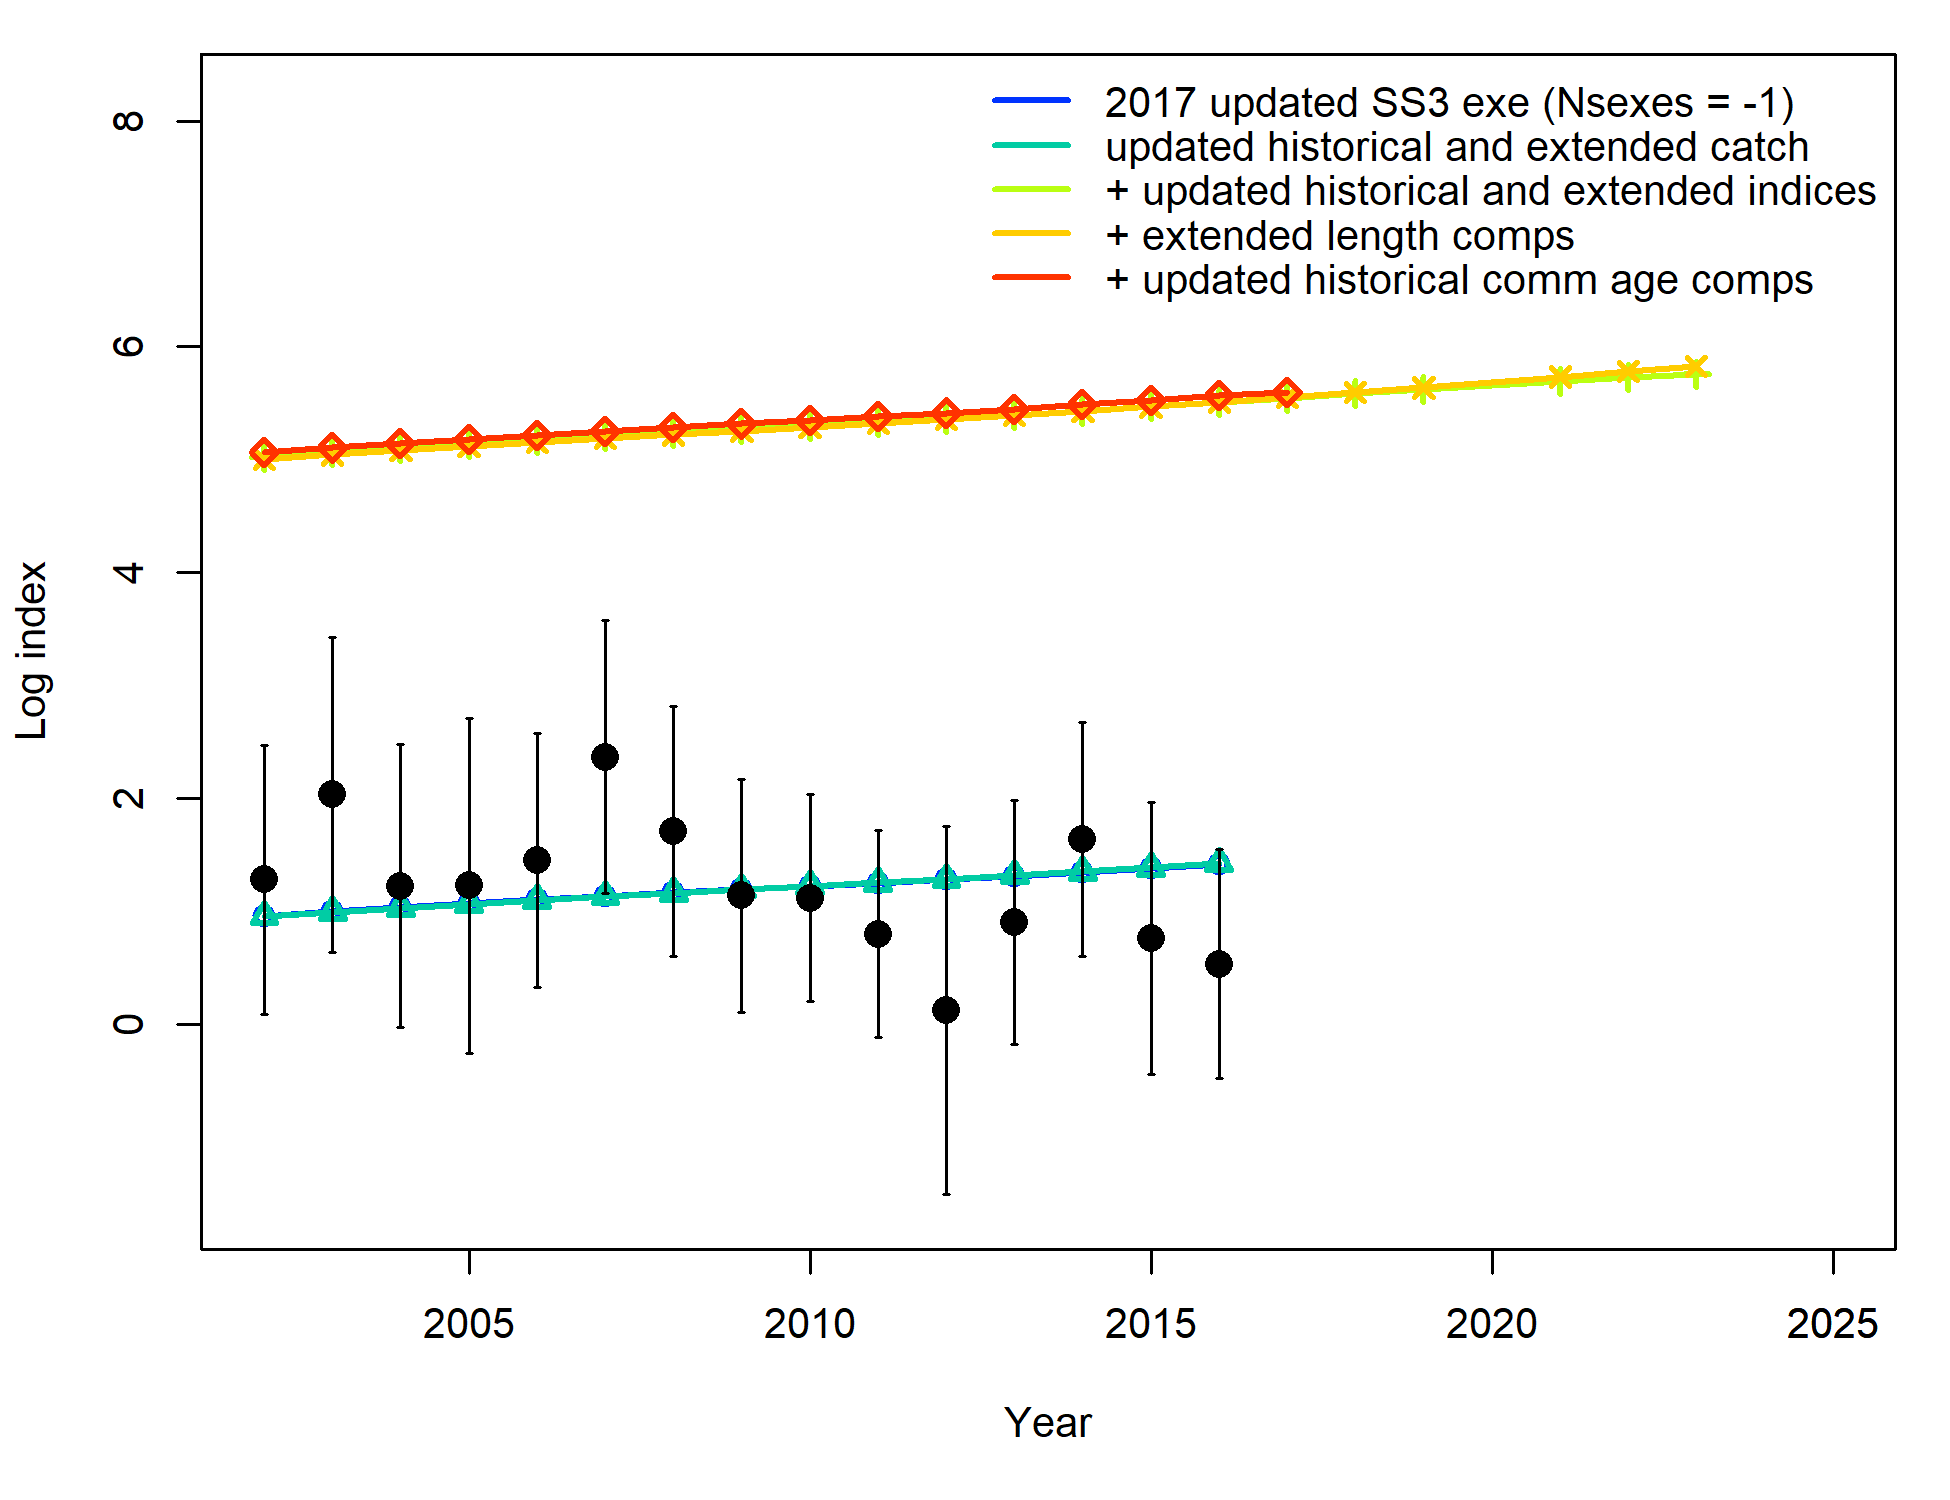 2017 updated SS3 exe (Nsexes = -1)
updated historical and extended catch
+ updated historical and extended indices
+ extended length comps
+ updated historical comm age comps
8
6
4
2
0
Log index
2005 2010 2015 2020 2025
Year